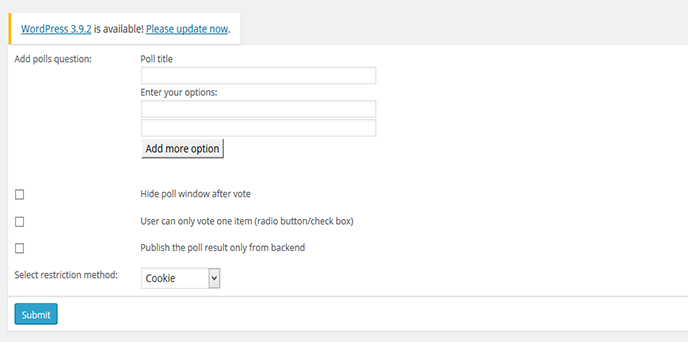 WordPress 3.9.2 is available! Please update now.
Add polls question: Poll title
Enter your options:
Add more option
Hide poll window after vote
User can only vote one item (radio button/check box)
Publish the poll result only from backend
Select restriction method: Cookie
Submit